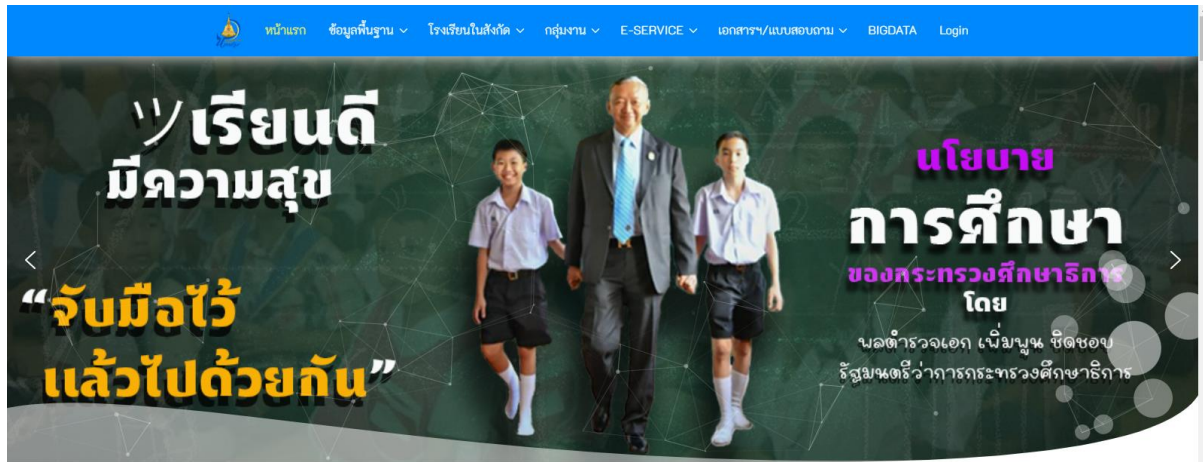 หน้าแรก ข้อมูลพื้นฐาน โรงเรียนในสังกัด กลุ่มงาน E-SERVICE เอกสารฯ/แบบสอบถาม BIGDATA Login
เรียนดี
มีความสุข
“จับมือไว้
แล้วไปด้วยกัน”
นโยบาย
การศึกษา
ของกระทรวงศึกษาธิการ
โดย
พลตำรวจเอก เพิ่มพูน ชิดชอบ
รัฐมนตรีว่าการกระทรวงศึกษาธิการ